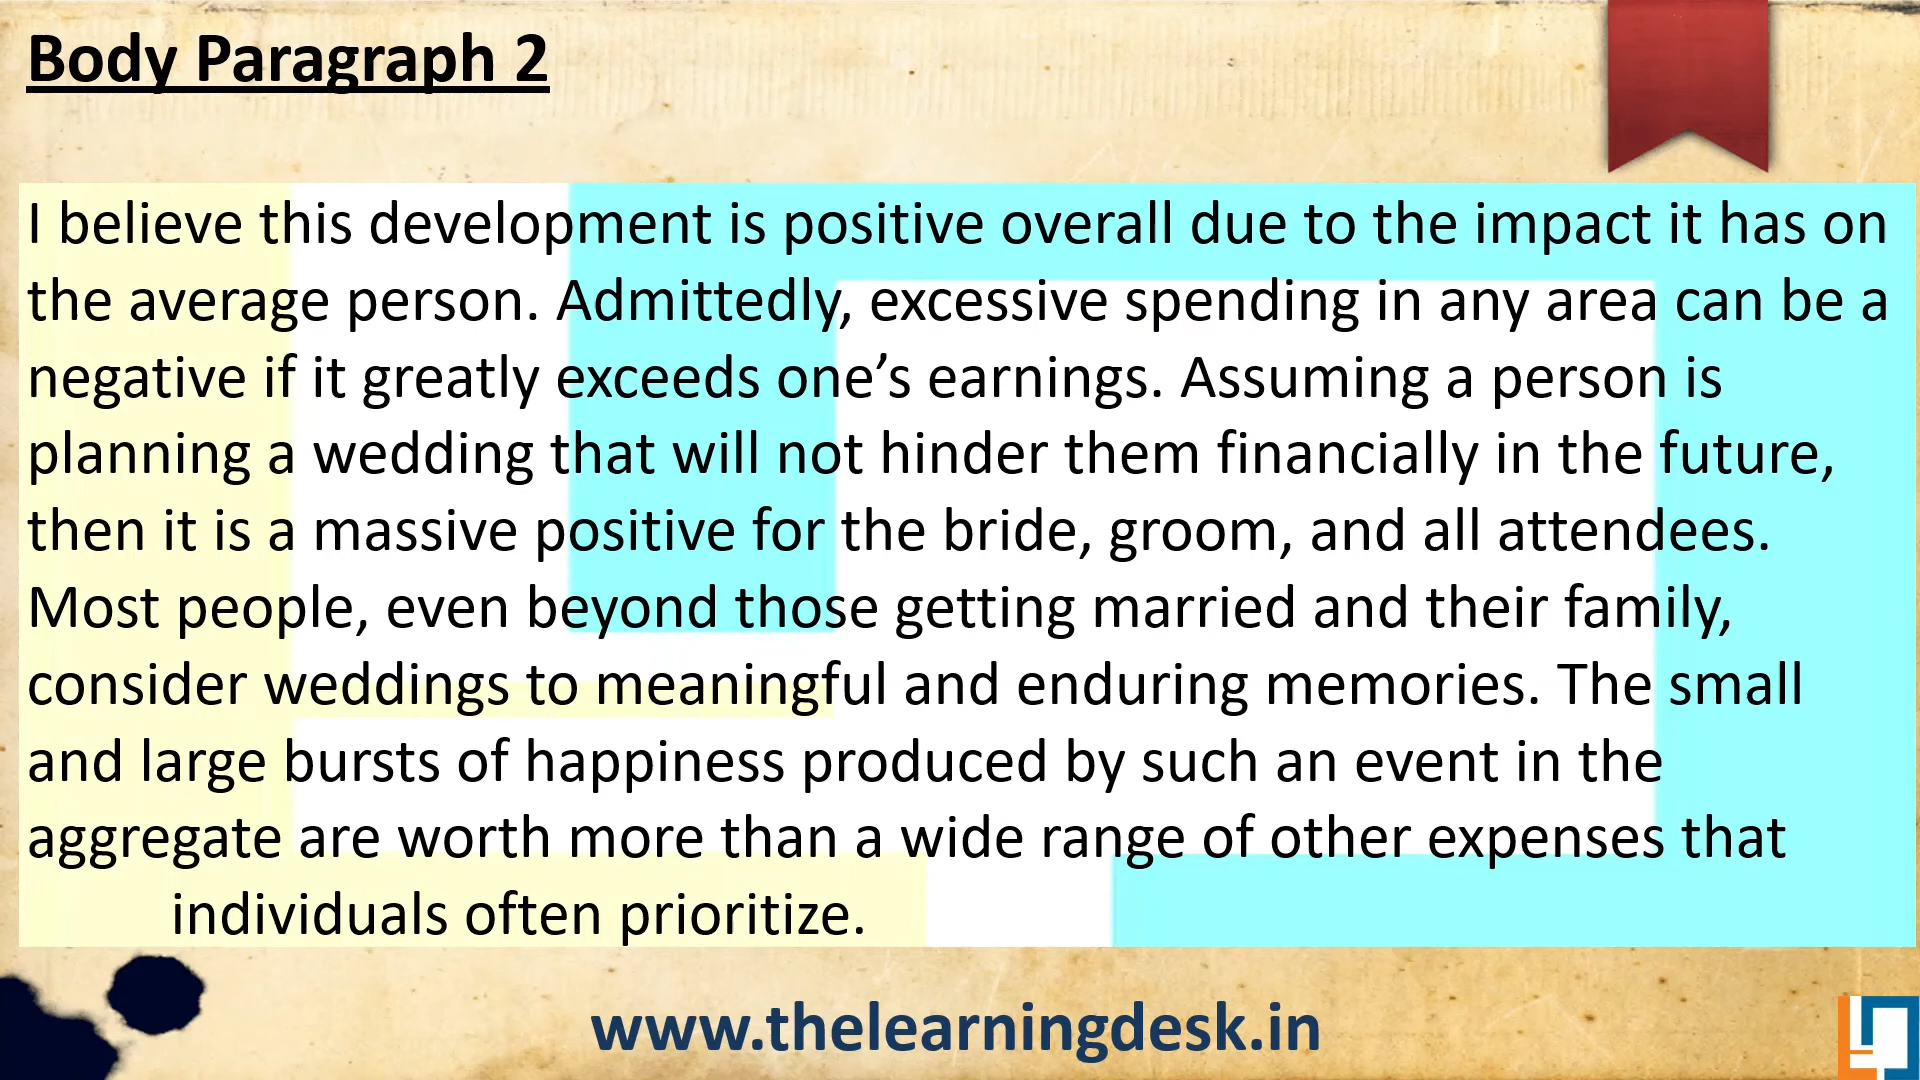 Body Paragraph 2
I believe this development is positive overall due to the impact it has on
the average person. Admittedly, excessive spending in any area can be a
negative if it greatly exceeds one’s earnings. Assuming a person is
planning a wedding that will not hinder them financially in the future,
then it is a massive positive for the bride, groom, and all attendees.
Most people, even beyond those getting married and their family,
consider weddings to meaningful and enduring memories. The small
and large bursts of happiness produced by such an event in the
aggregate are worth more than a wide range of other expenses that
individuals often prioritize.
www.thelearningdesk.in